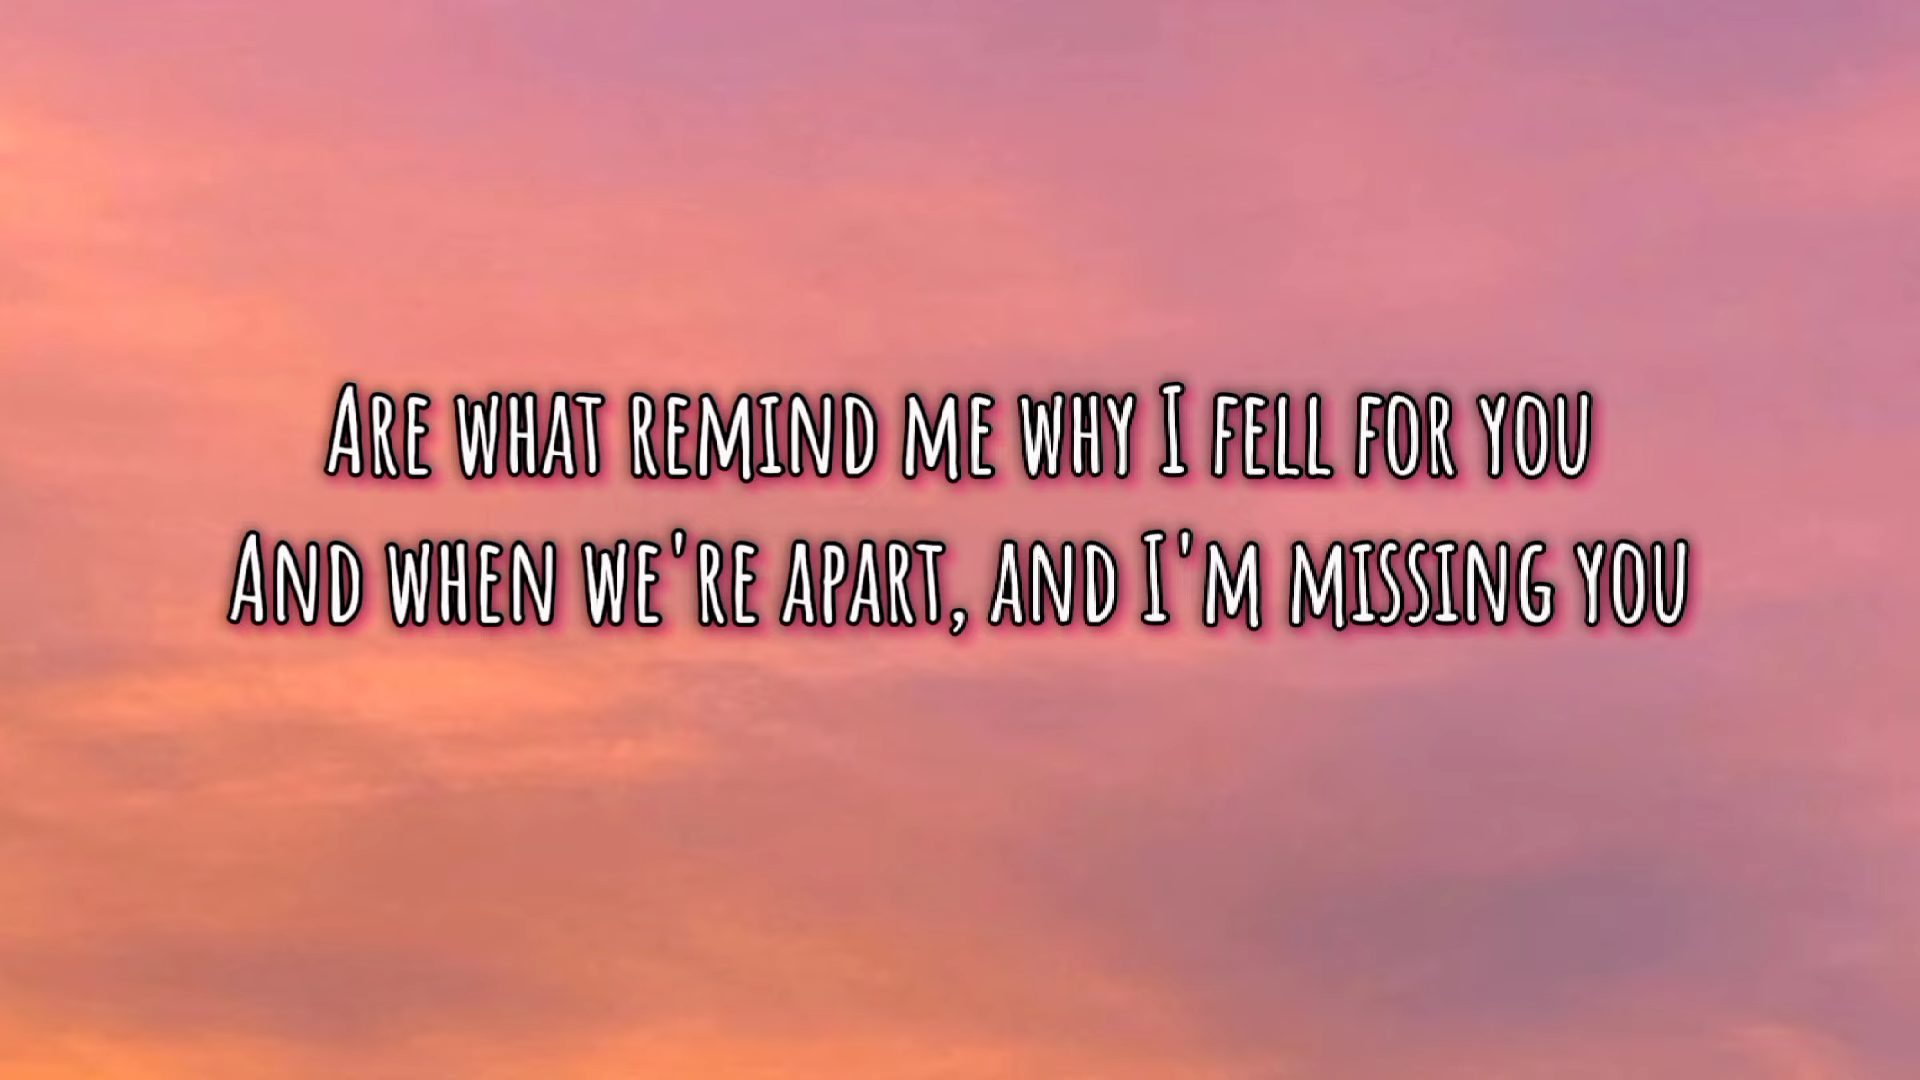 Are what remind me why I fell for you
And when we're apart, and I'm missing you